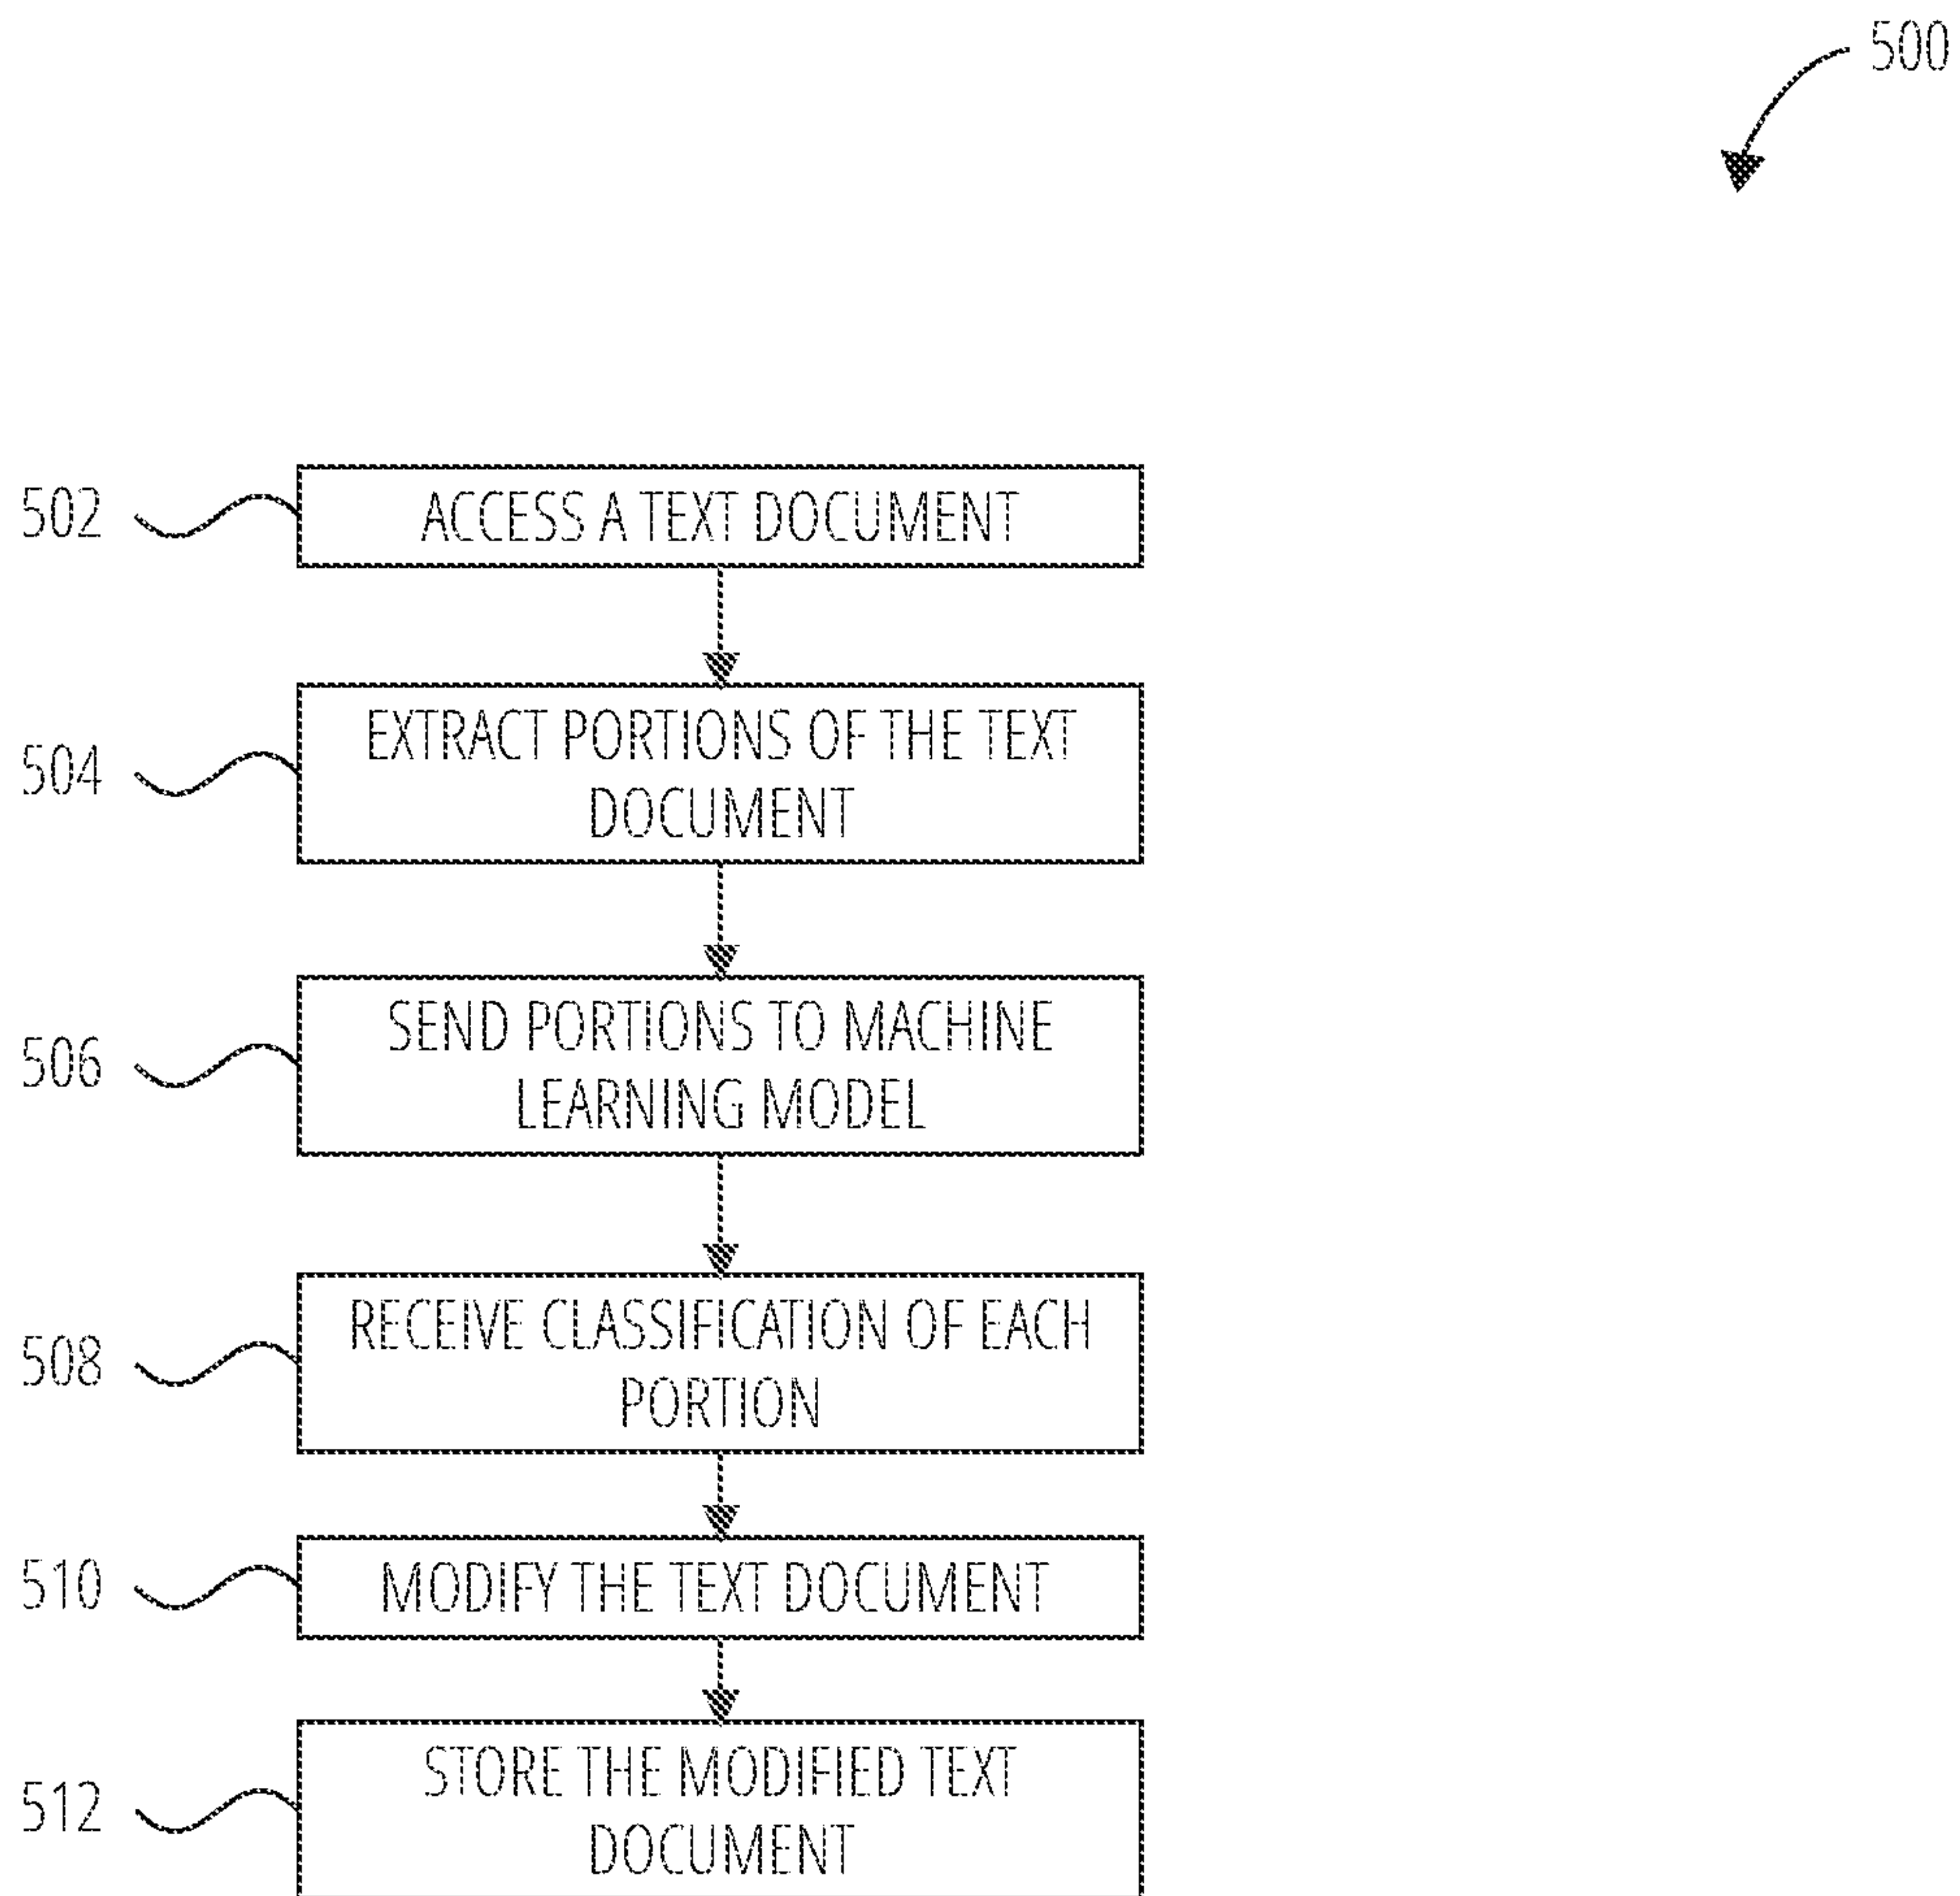 500
502
ACCESS A TEXT DOCUMENT
504
EXTRACT PORTIONS OF THE TEXT
DOCUMENT
506
SEND PORTIONS TO MACHINE
LEARNING MODEL
508
RECEIVE CLASSIFICATION OF EACH
PORTION
510
MODIFY THE TEXT DOCUMENT
512
STORE THE MODIFIED TEXT
DOCUMENT